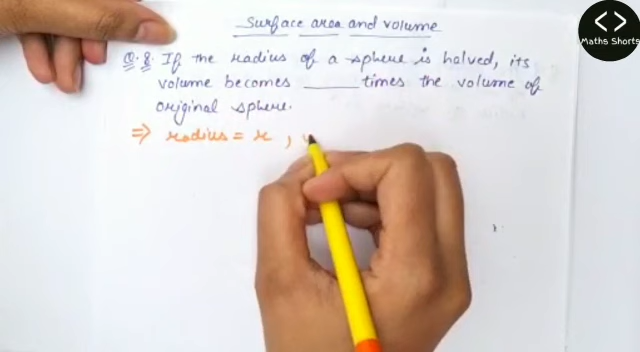 Surface area and volume
Q.8. If the radius of a sphere is halved, its
volume becomes ______ times the volume of
original sphere.
⇒ radius = r ,
Maths Shorts